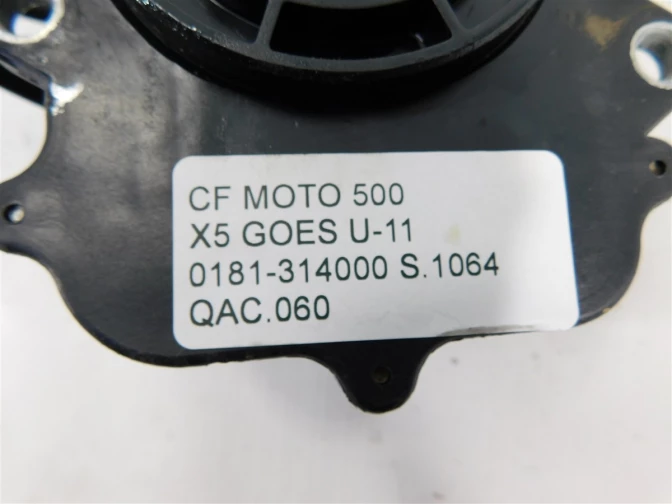 CF MOTO 500
X5 GOES U-11
0181-314000 S.1064
QAC.060